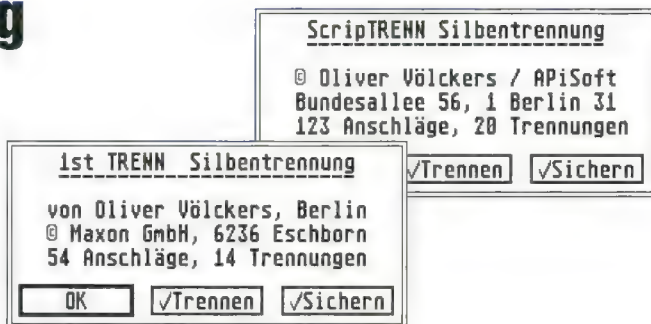 g
ScripTRENN Silbentrennung
© Oliver Völckers / APiSoft
Bundesallee 56, 1 Berlin 31
123 Anschläge, 20 Trennungen
√Trennen √Sichern
1st TRENN Silbentrennung
von Oliver Völckers, Berlin
© Maxon GmbH, 6236 Eschborn
54 Anschläge, 14 Trennungen
OK √Trennen √Sichern